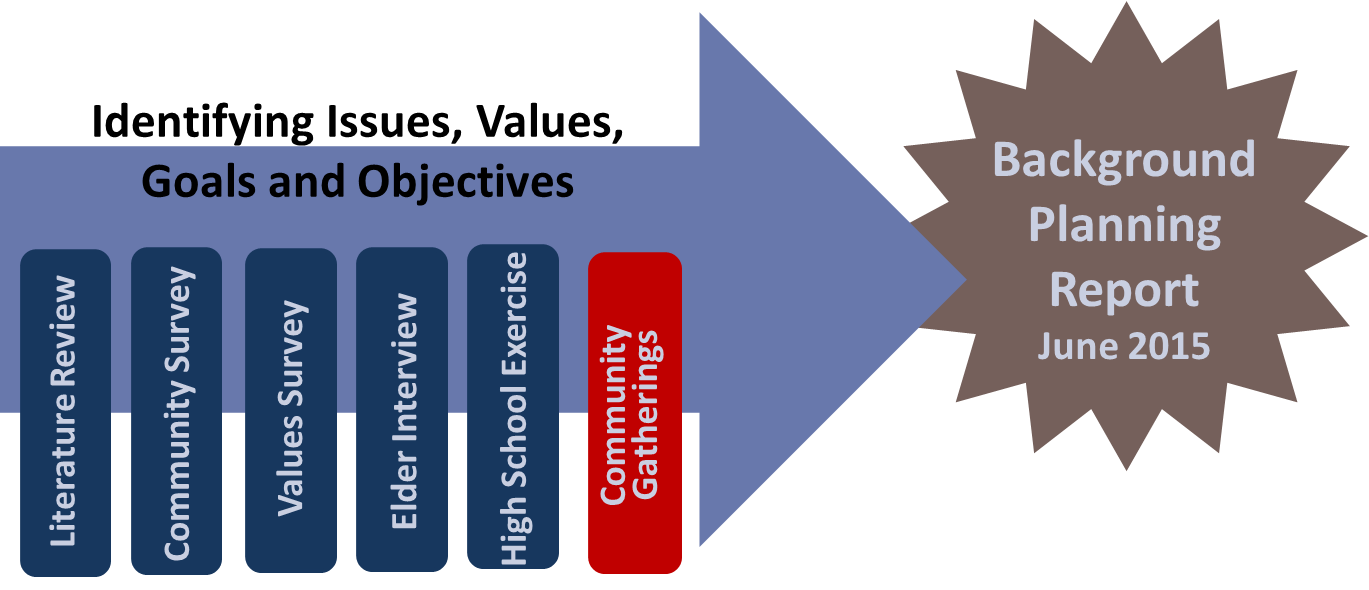 Identifying Issues, Values,
Goals and Objectives
Literature Review
Community Survey
Values Survey
Elder Interview
High School Exercise
Community
Gatherings
Background
Planning
Report
June 2015